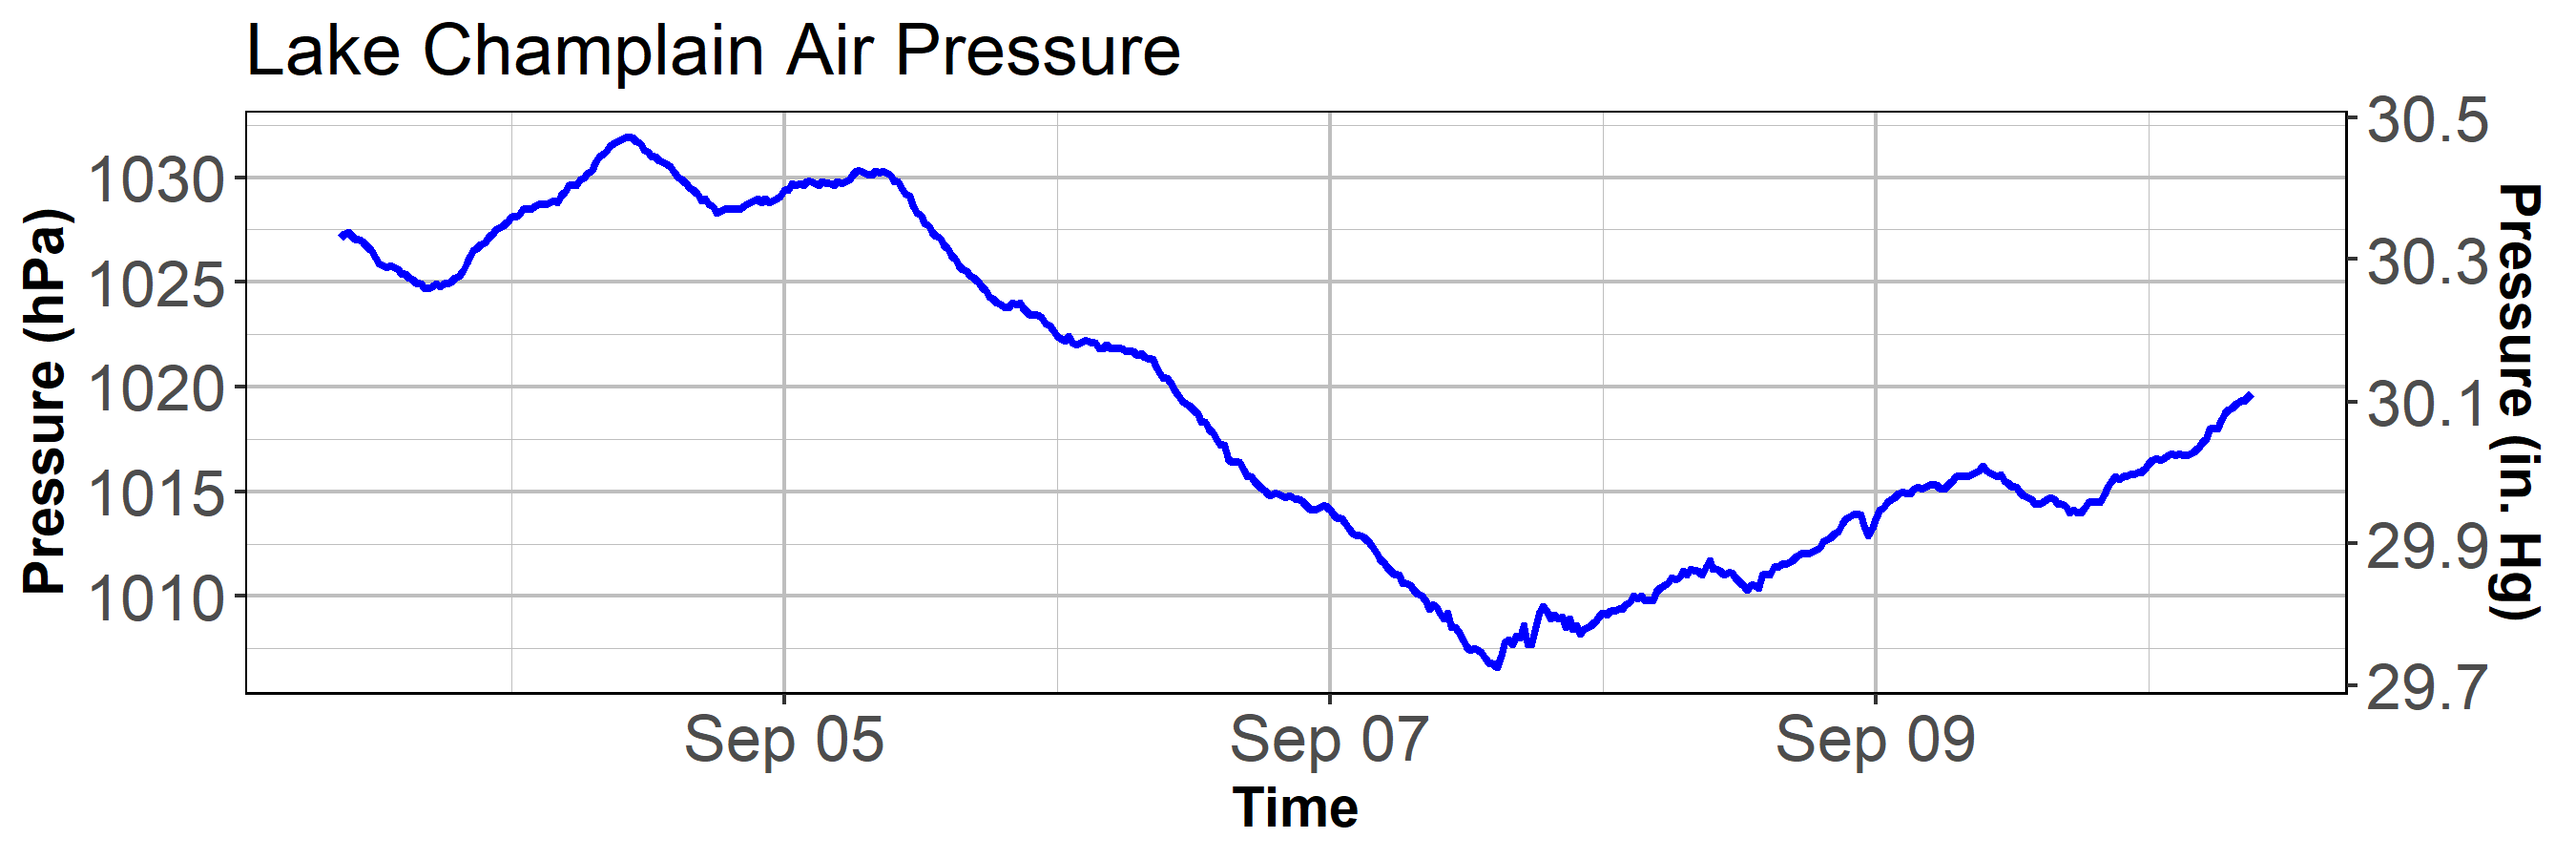 Lake Champlain Air Pressure
Pressure (hPa)
1030
1025
1020
1015
1010
30.5
30.3
30.1
29.9
29.7
Pressure (in. Hg)
Sep 05
Sep 07
Sep 09
Time